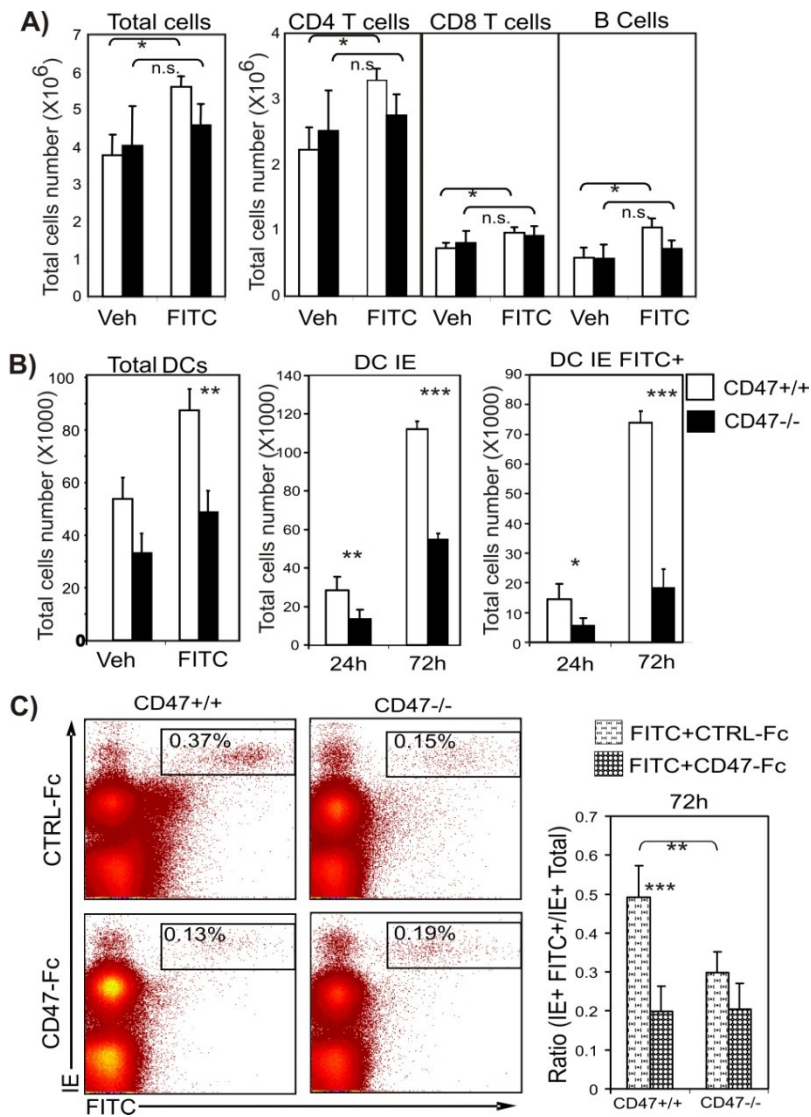 A)
Total cells
CD4 T cells
CD8 T cells
B Cells
Total cells number (X10⁶)
7
6
5
4
3
2
1
0
*
n.s.
Veh
FITC
Total cells number (X10⁶)
4
3
2
1
0
*
n.s.
*
n.s.
*
n.s.
Veh
FITC
Veh
FITC
Veh
FITC
B)
Total DCs
DC IE
DC IE FITC+
Total cells number (X1000)
100
80
60
40
20
0
**
Veh
FITC
Total cells number (X1000)
140
120
100
80
60
40
20
0
**
***
24h
72h
Total cells number (X1000)
90
80
70
60
50
40
30
20
10
0
*
***
24h
72h
CD47+/+
CD47-/-
C)
CD47+/+
CD47-/-
CTRL-Fc
0.37%
0.15%
CD47-Fc
0.13%
0.19%
IE
FITC
FITC+CTRL-Fc
FITC+CD47-Fc
72h
Ratio (IE+ FITC+/IE+ Total)
0.7
0.6
0.5
0.4
0.3
0.2
0.1
0
**
***
CD47+/+
CD47-/-